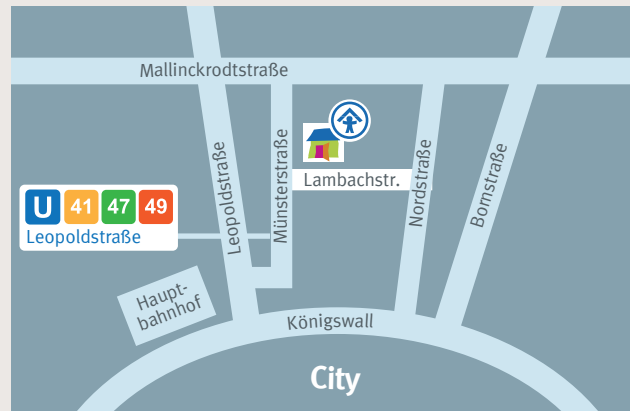 Mallinckrodtstraße
Leopoldstraße
Münsterstraße
Lambachstr.
Nordstraße
Bornstraße
U 41 47 49
Leopoldstraße
Haupt-
bahnhof
Königswall
City